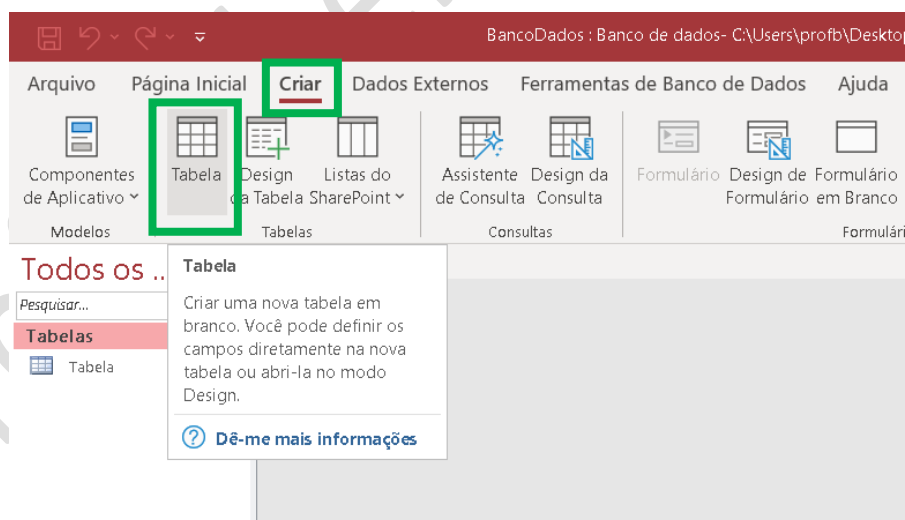 BancoDados : Banco de dados- C:\Users\profb\Desktop
Arquivo Página Inicial Criar Dados Externos Ferramentas de Banco de Dados Ajuda
Componentes
de Aplicativo
Tabela
Design
da Tabela
Listas do
SharePoint
Assistente
de Consulta
Design da
Consulta
Formulário
Design de
Formulário
Formulário
em Branco
Modelos
Tabelas
Consultas
Formulári
Todos os ...
Pesquisar...
Tabelas
Tabela
Tabela
Criar uma nova tabela em
branco. Você pode definir os
campos diretamente na nova
tabela ou abri-la no modo
Design.
Dê-me mais informações